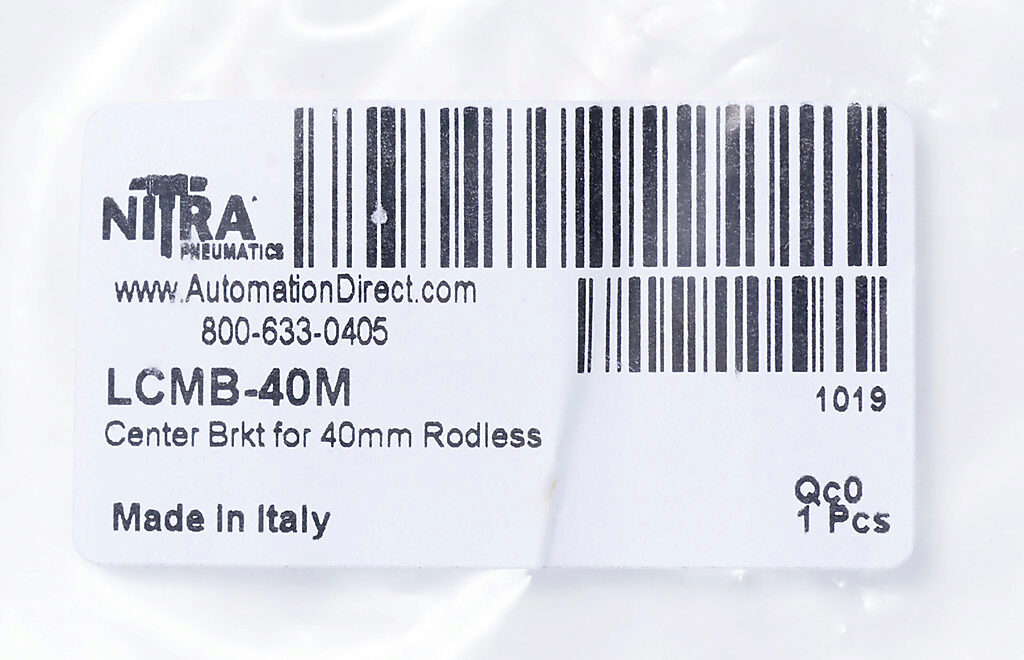 NITRA
PNEUMATICS
www.AutomationDirect.com
800-633-0405
LCMB-40M
1019
Center Brkt for 40mm Rodless
Qc0
Made in Italy
1 Pcs